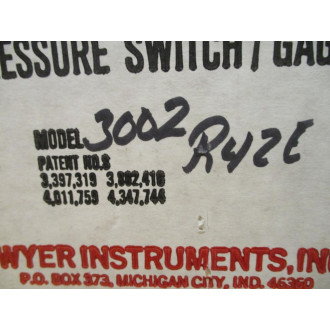 ESSURE SWITCH / GAG
MODEL 3002 R42E
PATENT NO.S
3,397,319 3,862,416
4,011,759 4,347,744
WYER INSTRUMENTS, INC
P.O. BOX 373, MICHIGAN CITY, IND. 46360